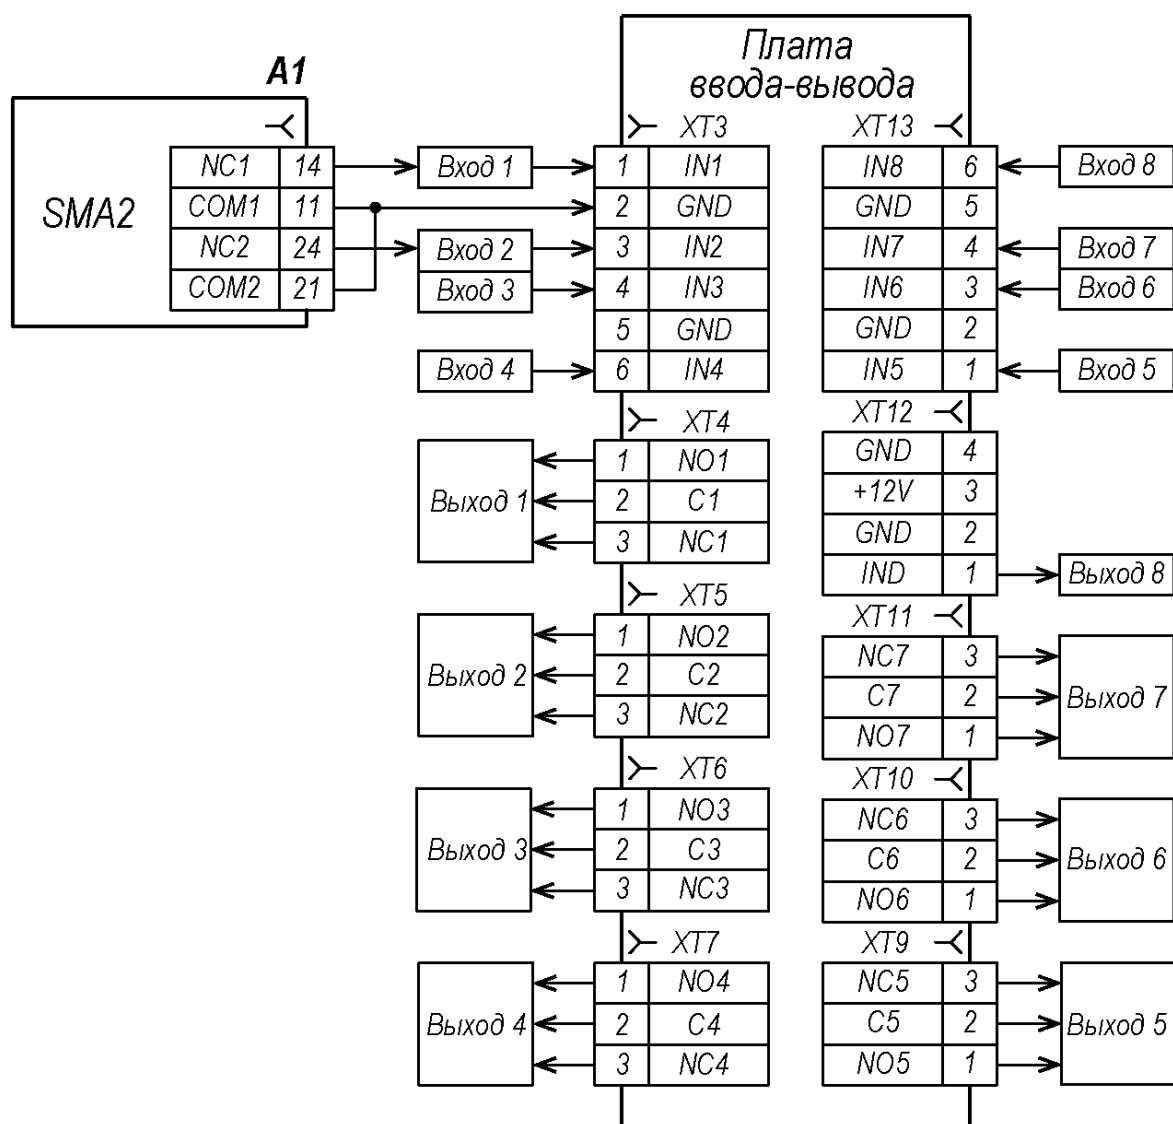 Плата
ввода-вывода
A1
SMA2
NC1 14
COM1 11
NC2 24
COM2 21
Вход 1
Вход 2
Вход 3
Вход 4
XT3
1 IN1
2 GND
3 IN2
4 IN3
5 GND
6 IN4
XT4
1 NO1
2 C1
3 NC1
Выход 1
XT5
1 NO2
2 C2
3 NC2
Выход 2
XT6
1 NO3
2 C3
3 NC3
Выход 3
XT7
1 NO4
2 C4
3 NC4
Выход 4
XT13
IN8 6
GND 5
IN7 4
IN6 3
GND 2
IN5 1
Вход 8
Вход 7
Вход 6
Вход 5
XT12
GND 4
+12V 3
GND 2
IND 1
Выход 8
XT11
NC7 3
C7 2
NO7 1
Выход 7
XT10
NC6 3
C6 2
NO6 1
Выход 6
XT9
NC5 3
C5 2
NO5 1
Выход 5